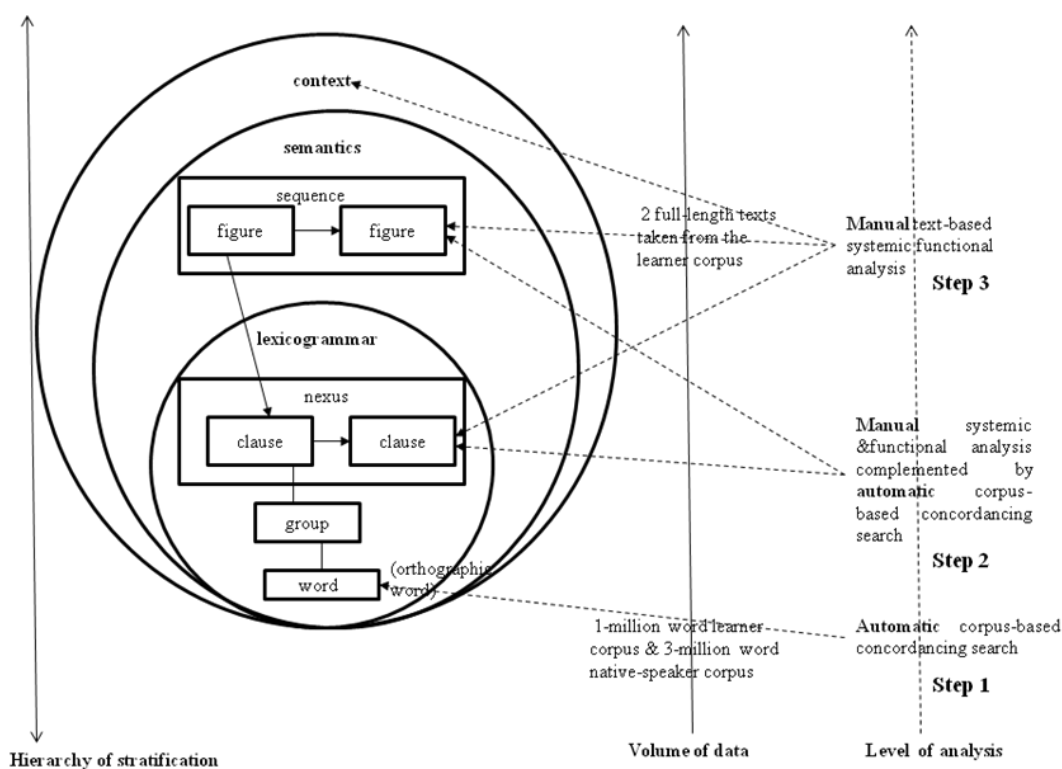 context
semantics
sequence
figure
figure
lexicogrammar
nexus
clause
clause
group
word
(orthographic
word)
2 full-length texts
taken from the
learner corpus
1-million word learner
corpus & 3-million word
native-speaker corpus
Manual text-based
systemic functional
analysis
Step 3
Manual systemic
&functional analysis
complemented by
automatic corpus-
based concordancing
search
Step 2
Automatic corpus-based
concordancing search
Step 1
Hierarchy of stratification
Volume of data
Level of analysis